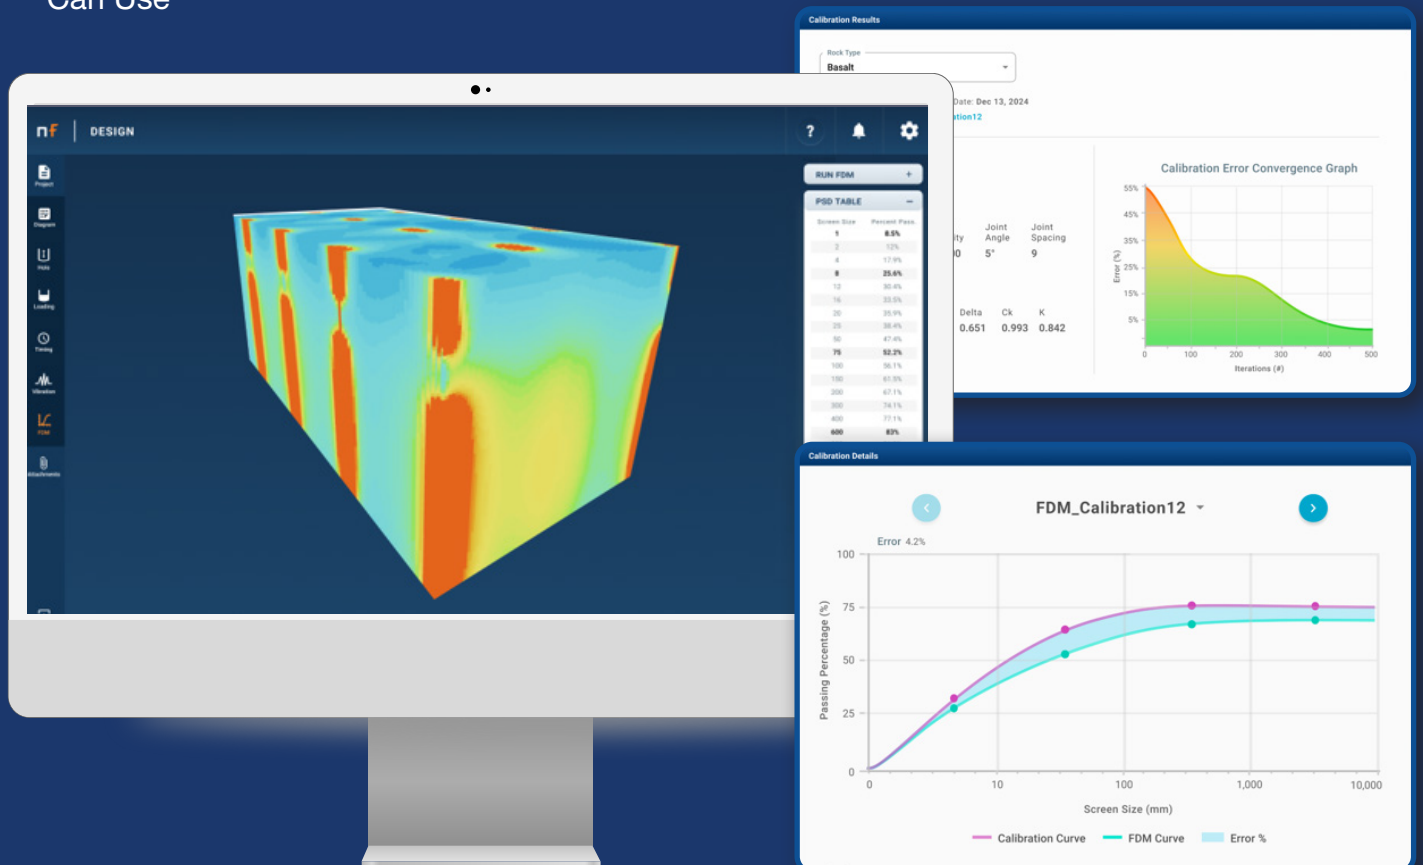 Can Use
nf DESIGN
?
Project
Diagram
Hole
Loading
Timing
Vibration
FDM
Attachments
RUN FDM +
PSD TABLE −
Screen Size Percent Pass.
1 8.5%
2 12%
4 17.9%
8 25.6%
12 30.4%
16 33.5%
20 35.9%
25 38.4%
50 47.4%
75 52.2%
100 56.1%
150 61.5%
200 67.1%
300 74.1%
400 77.1%
600 83%
Calibration Results
Rock Type
Basalt
Date: Dec 13, 2024
ation12
Joint Joint
ity Angle Spacing
00 5° 9
Delta Ck K
0.651 0.993 0.842
Calibration Error Convergence Graph
55%
45%
35%
25%
15%
5%
Error (%)
0 100 200 300 400 500
Iterations (#)
Calibration Details
FDM_Calibration12
Error 4.2%
100
75
50
25
0
Passing Percentage (%)
0 10 100 1,000 10,000
Screen Size (mm)
Calibration Curve FDM Curve Error %